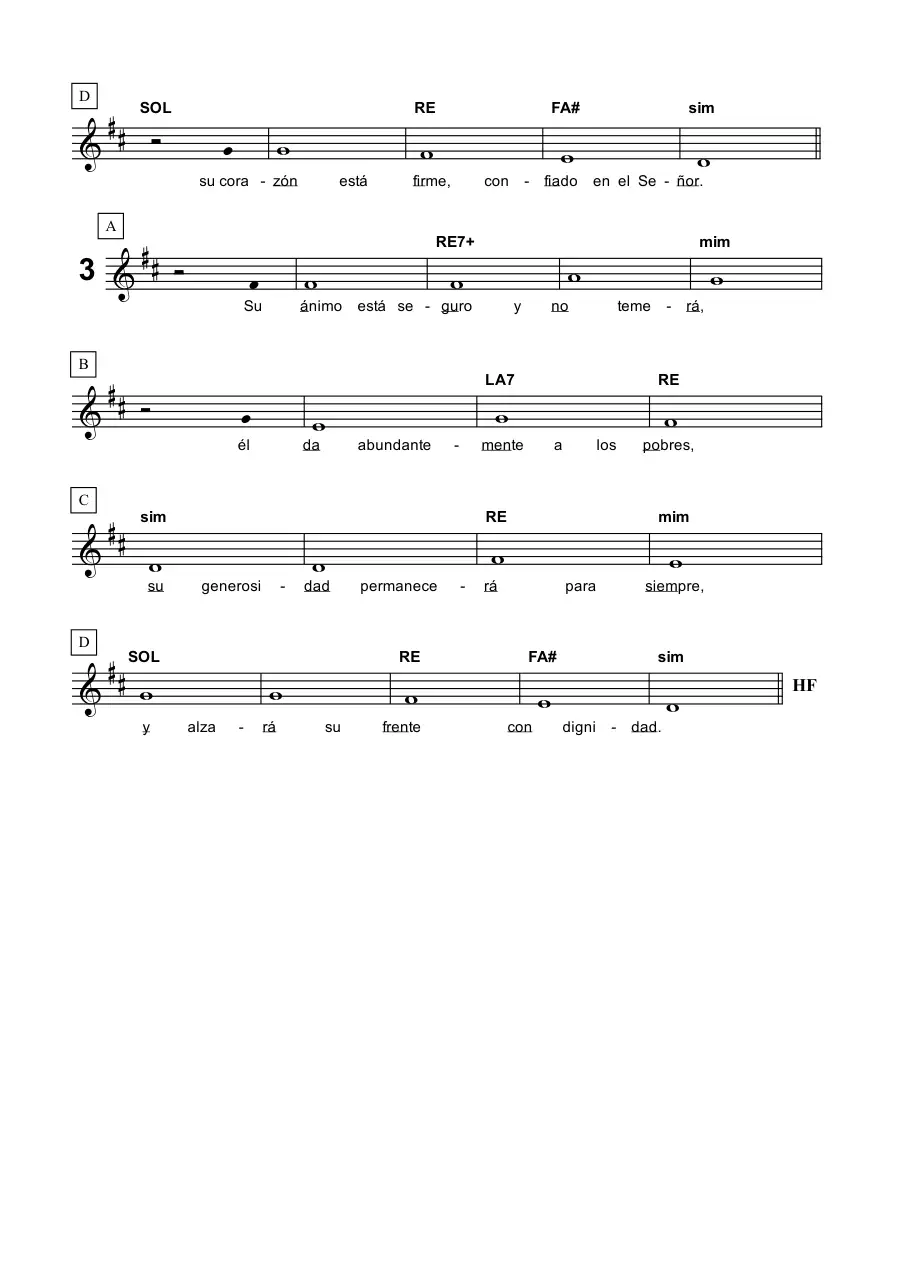 D
SOL RE FA# sim
su cora - zón está firme, con - fiado en el Se - ñor.
A
RE7+ mim
3
Su ánimo está se - guro y no teme - rá,
B
LA7 RE
él da abundante - mente a los pobres,
C
sim RE mim
su generosi - dad permanece - rá para siempre,
D
SOL RE FA# sim
HF
y alza - rá su frente con digni - dad.